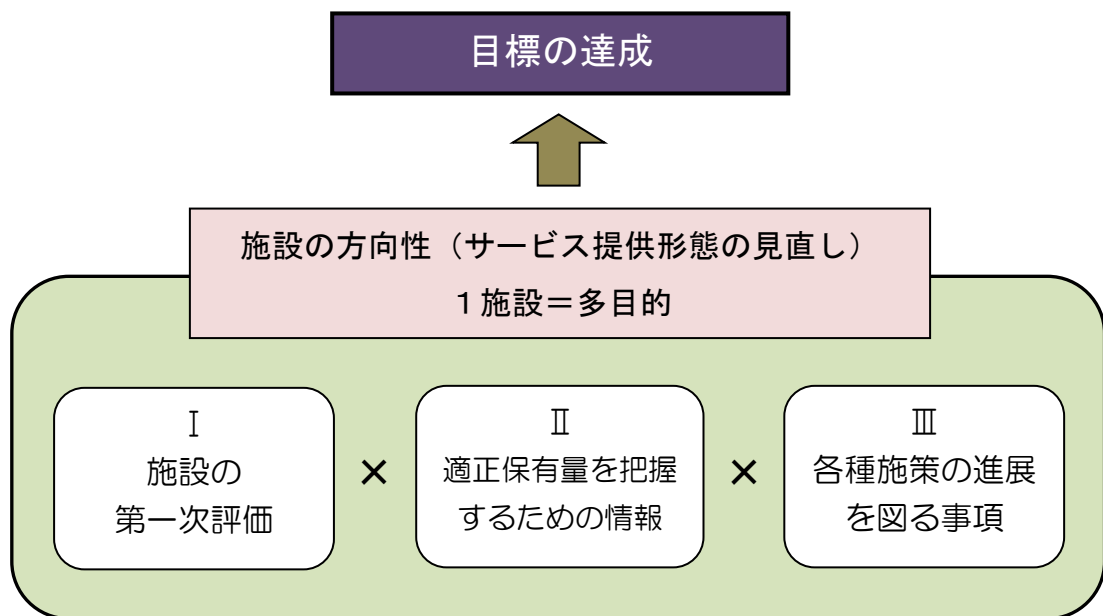 目標の達成
施設の方向性（サービス提供形態の見直し）
１施設＝多目的
Ⅰ
施設の
第一次評価
×
Ⅱ
適正保有量を把握
するための情報
×
Ⅲ
各種施策の進展
を図る事項